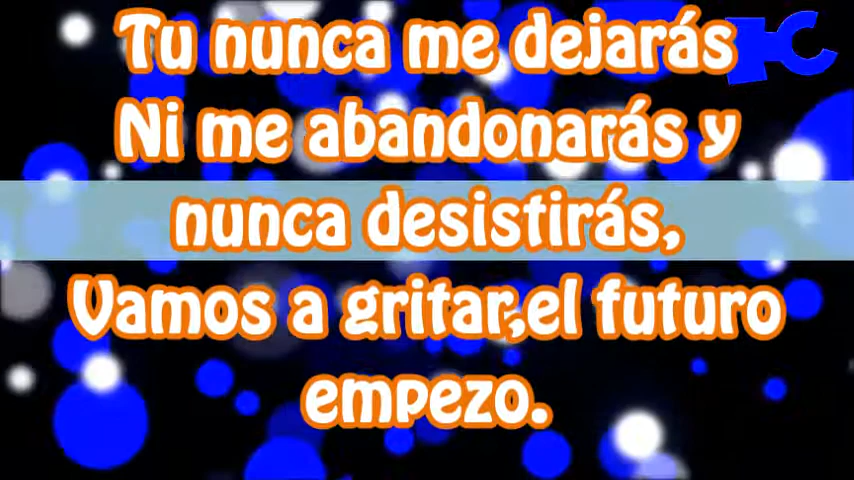 Tu nunca me dejarás
Ni me abandonarás y
nunca desistirás,
Vamos a gritar,el futuro
empezo.